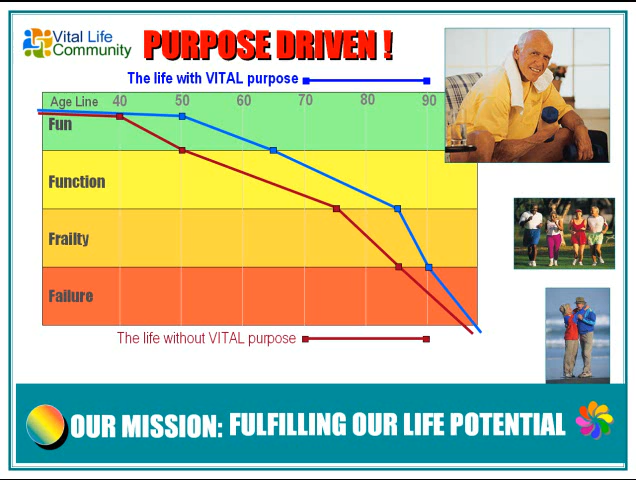 Vital Life
Community
PURPOSE DRIVEN !
The life with VITAL purpose
Age Line 40 50 60 70 80 90
Fun
Function
Frailty
Failure
The life without VITAL purpose
OUR MISSION: FULFILLING OUR LIFE POTENTIAL